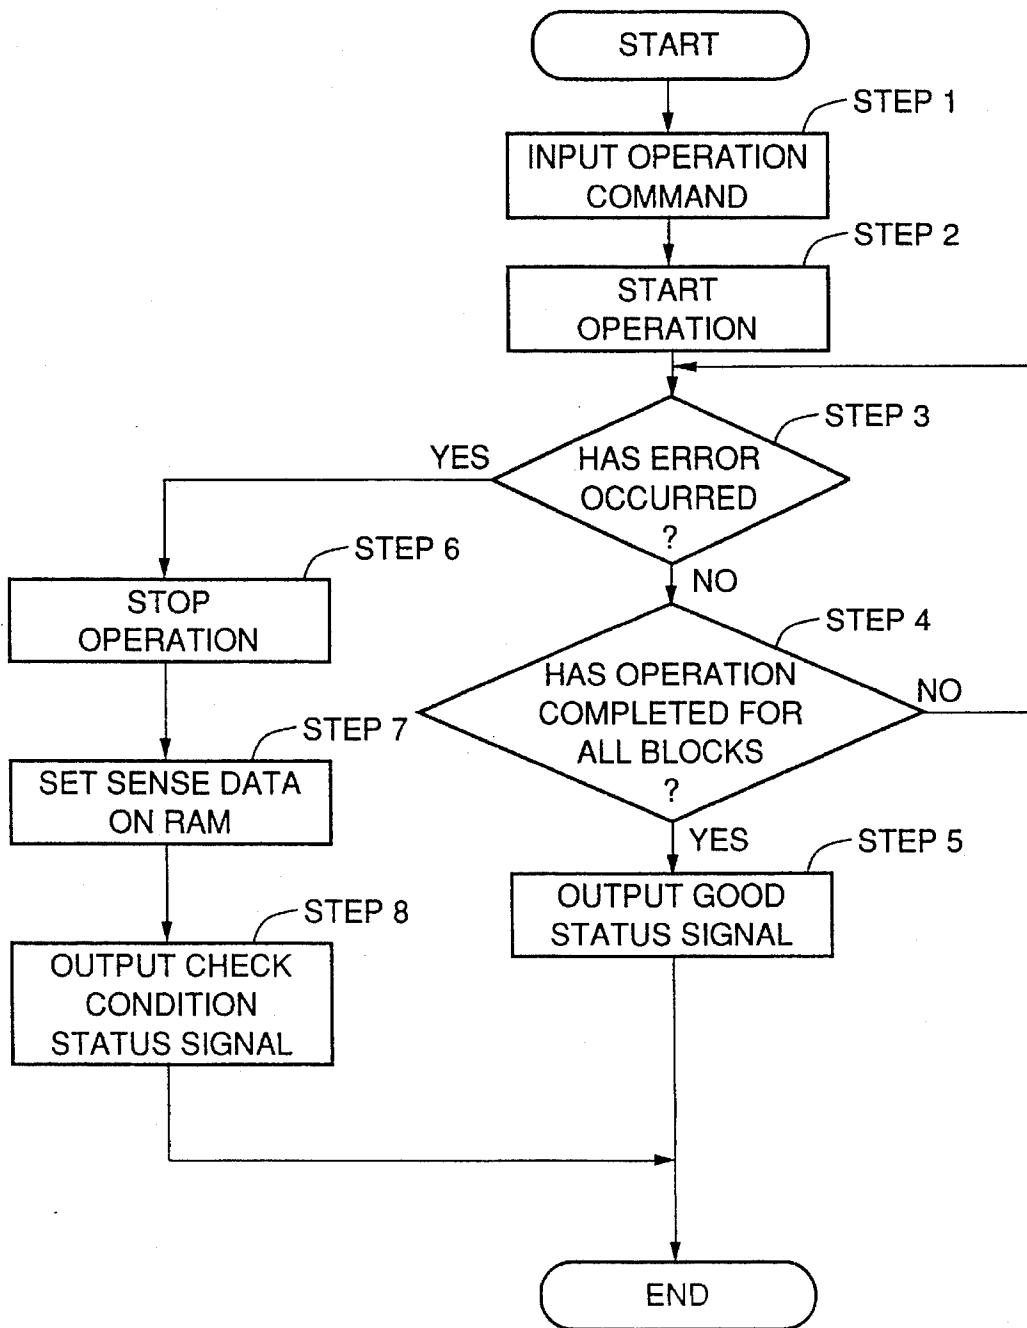 START
STEP 1
INPUT OPERATION
COMMAND
STEP 2
START
OPERATION
STEP 3
HAS ERROR
OCCURRED
?
YES
NO
STEP 6
STOP
OPERATION
STEP 4
HAS OPERATION
COMPLETED FOR
ALL BLOCKS
?
NO
YES
STEP 7
SET SENSE DATA
ON RAM
STEP 5
OUTPUT GOOD
STATUS SIGNAL
STEP 8
OUTPUT CHECK
CONDITION
STATUS SIGNAL
END